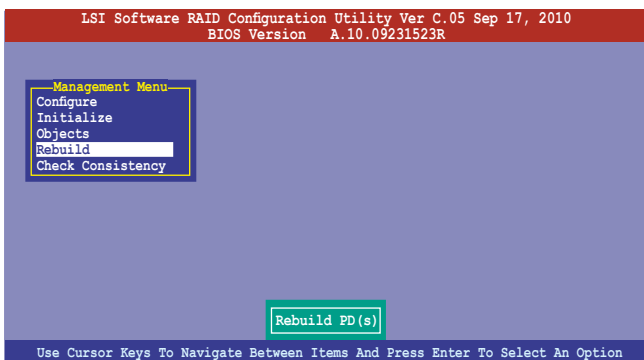 LSI Software RAID Configuration Utility Ver C.05 Sep 17, 2010
BIOS Version A.10.09231523R
Management Menu
Configure
Initialize
Objects
Rebuild
Check Consistency
Rebuild PD(s)
Use Cursor Keys To Navigate Between Items And Press Enter To Select An Option